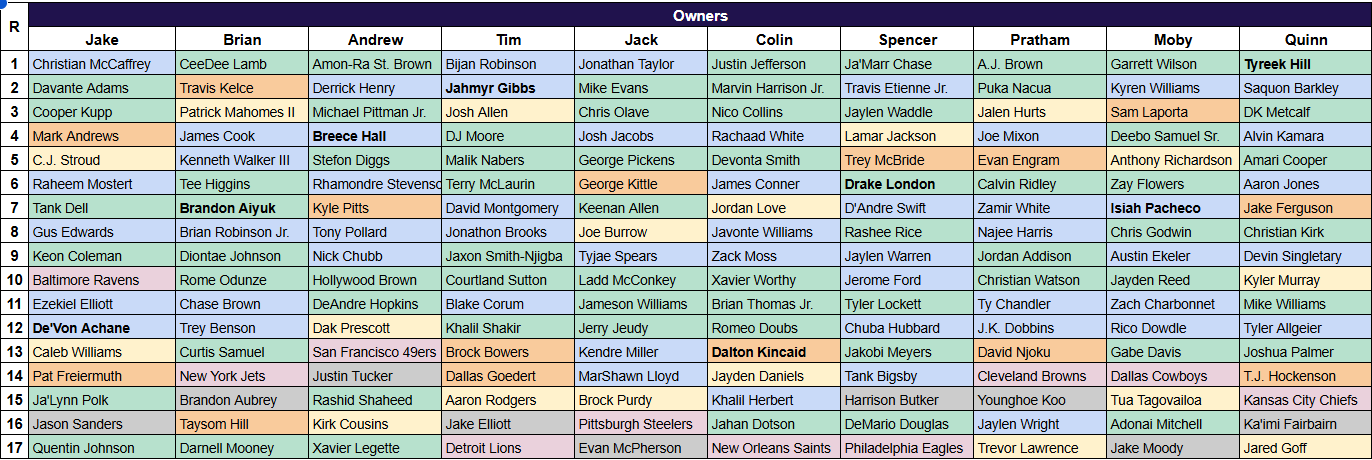 R Owners
Jake Brian Andrew Tim Jack Colin Spencer Pratham Moby Quinn
1 Christian McCaffrey CeeDee Lamb Amon-Ra St. Brown Bijan Robinson Jonathan Taylor Justin Jefferson Ja'Marr Chase A.J. Brown Garrett Wilson Tyreek Hill
2 Davante Adams Travis Kelce Derrick Henry Jahmyr Gibbs Mike Evans Marvin Harrison Jr. Travis Etienne Jr. Puka Nacua Kyren Williams Saquon Barkley
3 Cooper Kupp Patrick Mahomes II Michael Pittman Jr. Josh Allen Chris Olave Nico Collins Jaylen Waddle Jalen Hurts Sam Laporta DK Metcalf
4 Mark Andrews James Cook Breece Hall DJ Moore Josh Jacobs Rachaad White Lamar Jackson Joe Mixon Deebo Samuel Sr. Alvin Kamara
5 C.J. Stroud Kenneth Walker III Stefon Diggs Malik Nabers George Pickens Devonta Smith Trey McBride Evan Engram Anthony Richardson Amari Cooper
6 Raheem Mostert Tee Higgins Rhamondre Stevensc Terry McLaurin George Kittle James Conner Drake London Calvin Ridley Zay Flowers Aaron Jones
7 Tank Dell Brandon Aiyuk Kyle Pitts David Montgomery Keenan Allen Jordan Love D'Andre Swift Zamir White Isiah Pacheco Jake Ferguson
8 Gus Edwards Brian Robinson Jr. Tony Pollard Jonathon Brooks Joe Burrow Javonte Williams Rashee Rice Najee Harris Chris Godwin Christian Kirk
9 Keon Coleman Diontae Johnson Nick Chubb Jaxon Smith-Njigba Tyjae Spears Zack Moss Jaylen Warren Jordan Addison Austin Ekeler Devin Singletary
10 Baltimore Ravens Rome Odunze Hollywood Brown Courtland Sutton Ladd McConkey Xavier Worthy Jerome Ford Christian Watson Jayden Reed Kyler Murray
11 Ezekiel Elliott Chase Brown DeAndre Hopkins Blake Corum Jameson Williams Brian Thomas Jr. Tyler Lockett Ty Chandler Zach Charbonnet Mike Williams
12 De'Von Achane Trey Benson Dak Prescott Khalil Shakir Jerry Jeudy Romeo Doubs Chuba Hubbard J.K. Dobbins Rico Dowdle Tyler Allgeier
13 Caleb Williams Curtis Samuel San Francisco 49ers Brock Bowers Kendre Miller Dalton Kincaid Jakobi Meyers David Njoku Gabe Davis Joshua Palmer
14 Pat Freiermuth New York Jets Justin Tucker Dallas Goedert MarShawn Lloyd Jayden Daniels Tank Bigsby Cleveland Browns Dallas Cowboys T.J. Hockenson
15 Ja'Lynn Polk Brandon Aubrey Rashid Shaheed Aaron Rodgers Brock Purdy Khalil Herbert Harrison Butker Younghoe Koo Tua Tagovailoa Kansas City Chiefs
16 Jason Sanders Taysom Hill Kirk Cousins Jake Elliott Pittsburgh Steelers Jahan Dotson DeMario Douglas Jaylen Wright Adonai Mitchell Ka'imi Fairbairn
17 Quentin Johnson Darnell Mooney Xavier Legette Detroit Lions Evan McPherson New Orleans Saints Philadelphia Eagles Trevor Lawrence Jake Moody Jared Goff